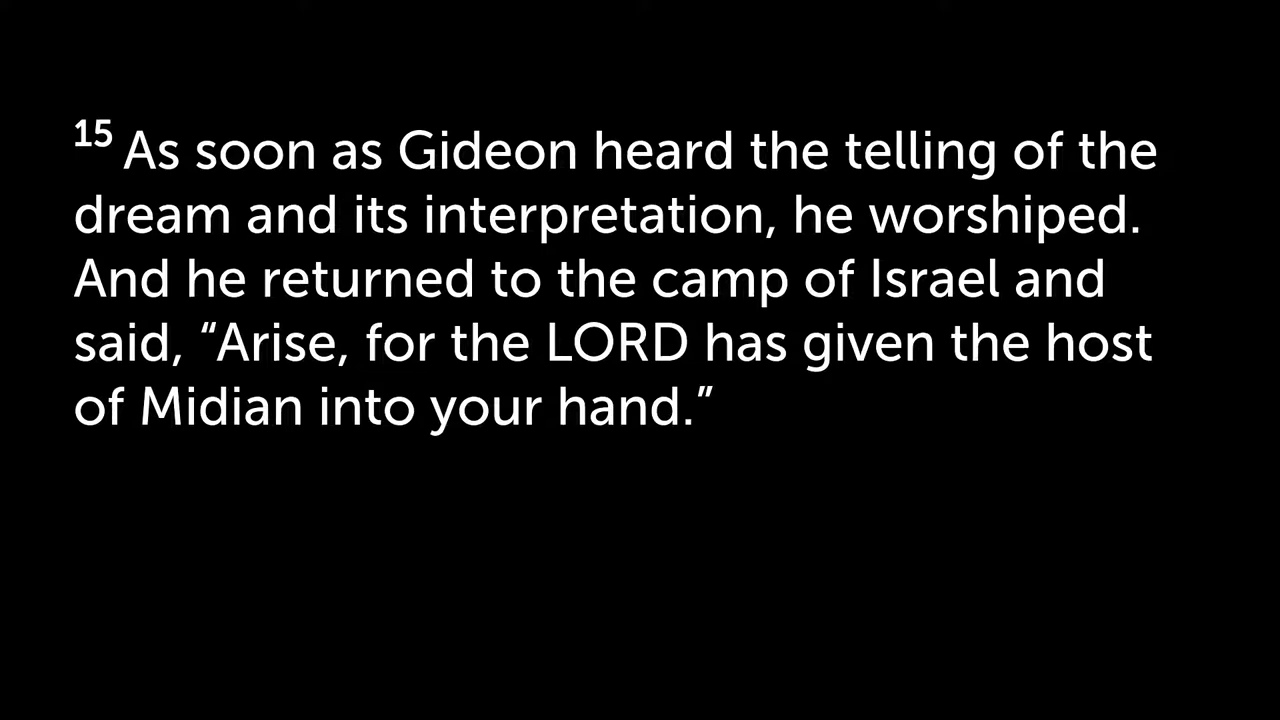 15 As soon as Gideon heard the telling of the
dream and its interpretation, he worshiped.
And he returned to the camp of Israel and
said, “Arise, for the LORD has given the host
of Midian into your hand.”